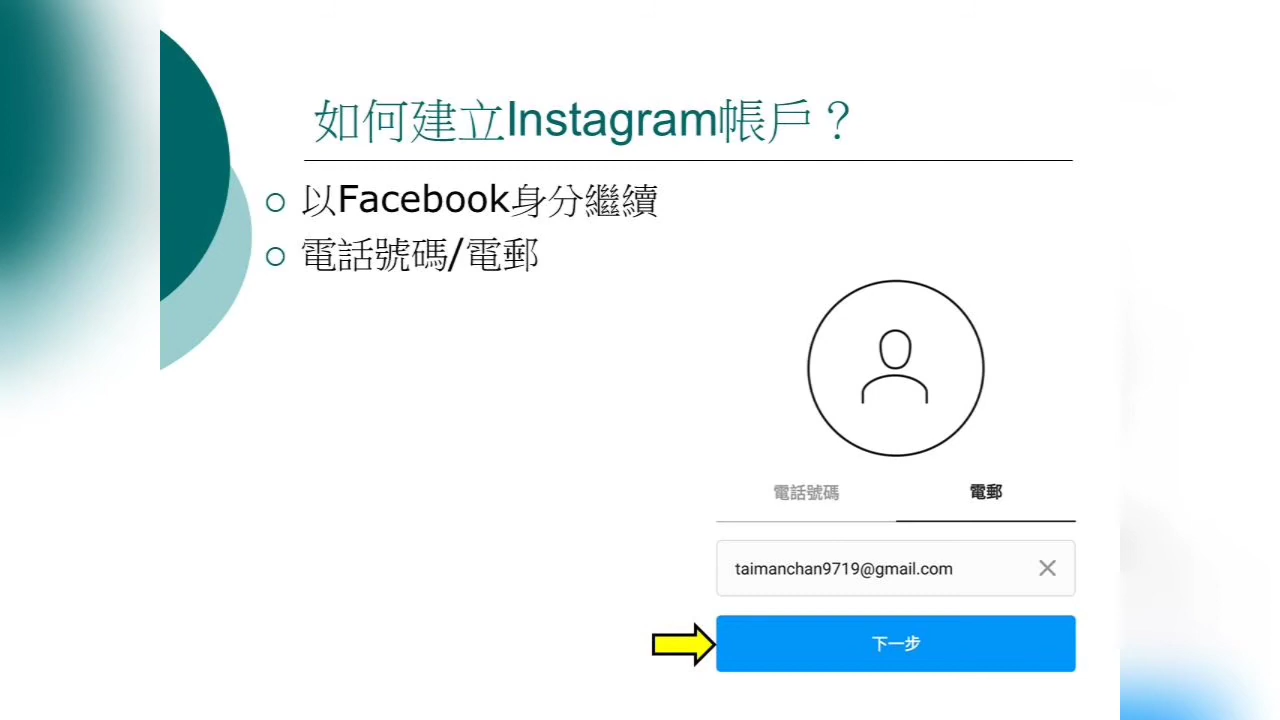 如何建立Instagram帳戶？
以Facebook身分繼續
電話號碼/電郵
電話號碼
電郵
taimanchan9719@gmail.com
下一步